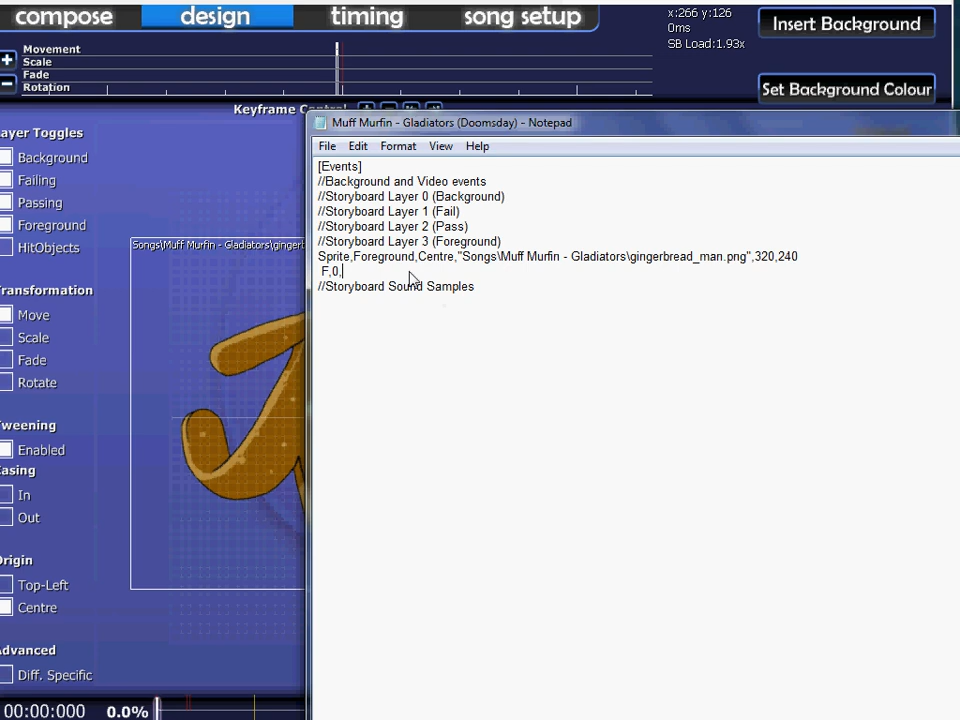 compose design timing song setup
x:266 y:126
0ms
SB Load:1.93x
Insert Background
Set Background Colour
Movement
Scale
Fade
Rotation
Keyframe Control
Muff Murfin - Gladiators (Doomsday) - Notepad
File Edit Format View Help
[Events]
//Background and Video events
//Storyboard Layer 0 (Background)
//Storyboard Layer 1 (Fail)
//Storyboard Layer 2 (Pass)
//Storyboard Layer 3 (Foreground)
Sprite,Foreground,Centre,"Songs\Muff Murfin - Gladiators\gingerbread_man.png",320,240
F,0,
//Storyboard Sound Samples
ayer Toggles
Background
Failing
Passing
Foreground
HitObjects
Songs\Muff Murfin - Gladiators\gingerb
ransformation
Move
Scale
Fade
Rotate
weening
Enabled
asing
In
Out
Origin
Top-Left
Centre
Advanced
Diff. Specific
00:00:000 0.0%